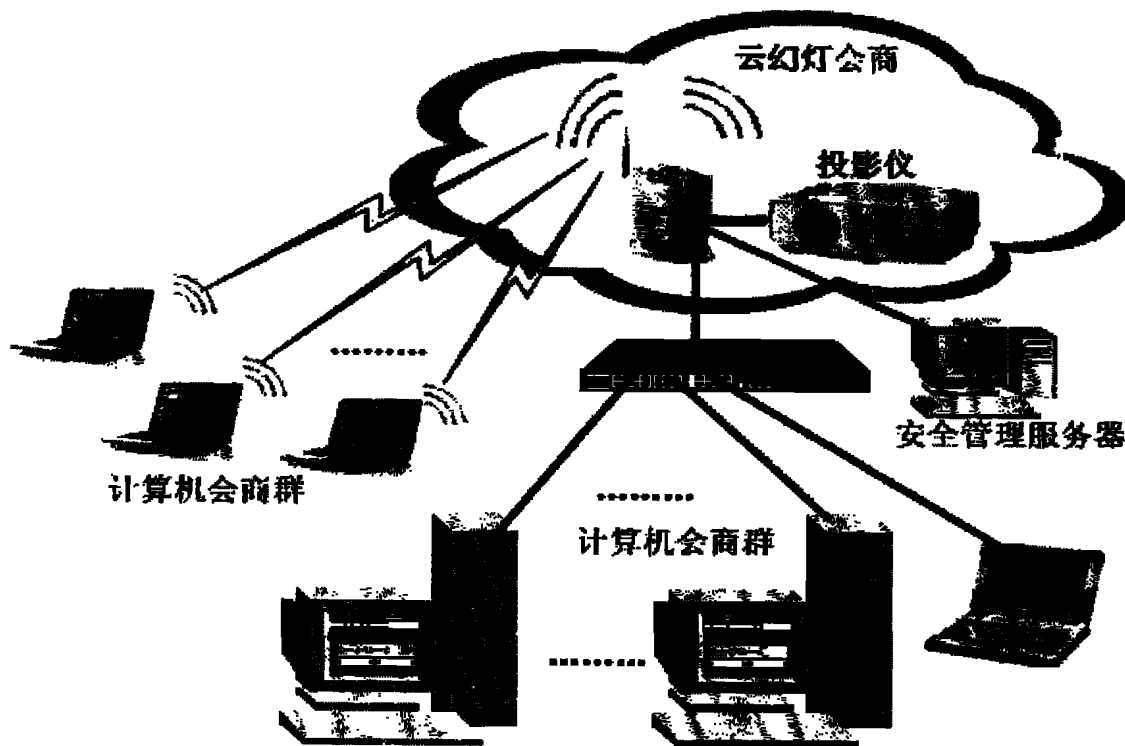 云幻灯会商
投影仪
安全管理服务器
计算机会商群
计算机会商群